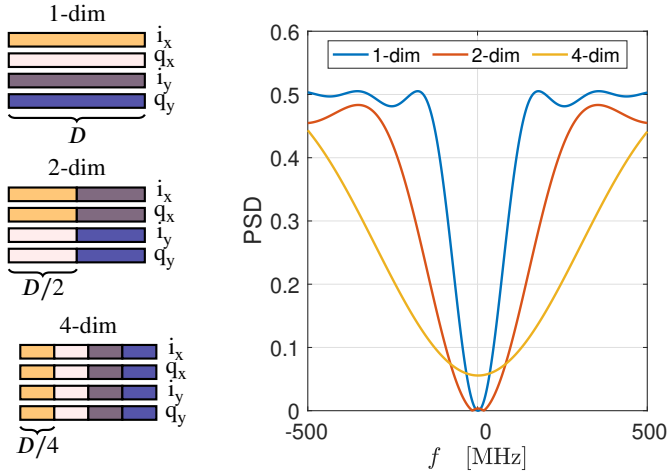 1-dim
i_x
q_x
i_y
q_y
D
2-dim
i_x
q_x
i_y
q_y
D/2
4-dim
i_x
q_x
i_y
q_y
D/4
1-dim 2-dim 4-dim
PSD
0.6
0.5
0.4
0.3
0.2
0.1
0
-500 0 500
f [MHz]